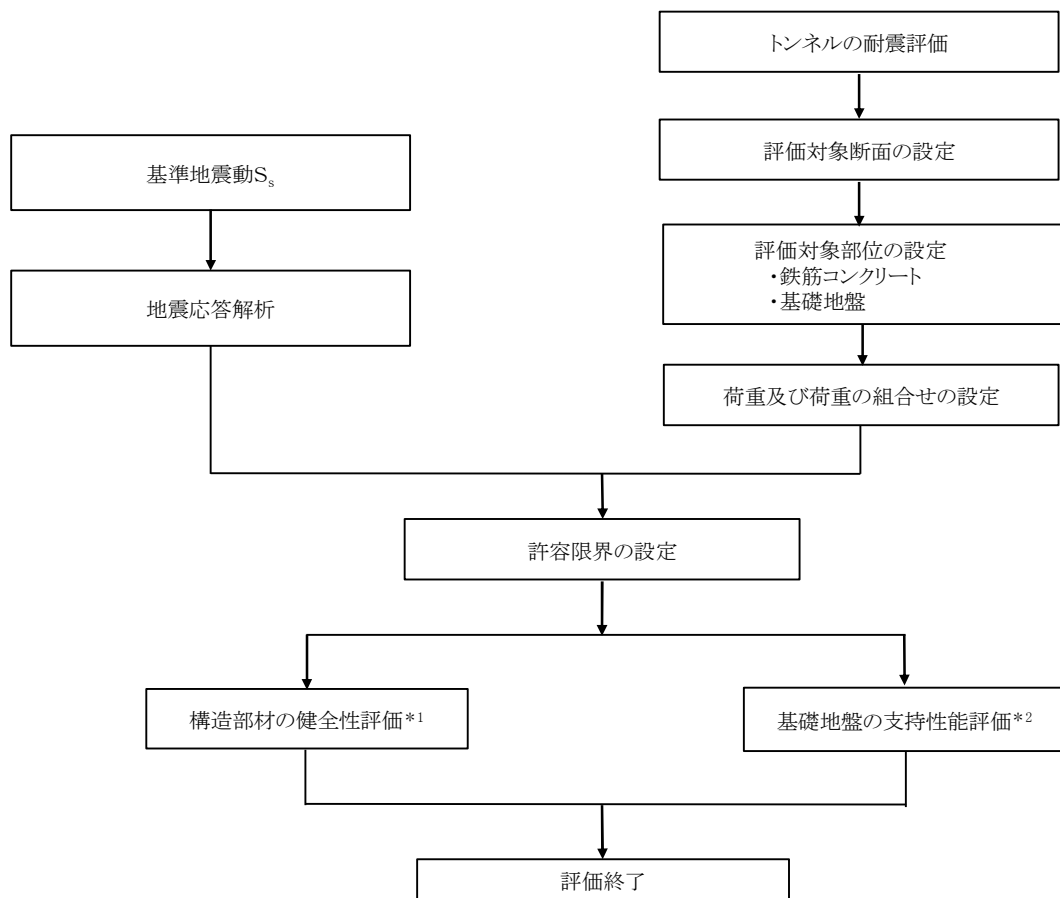 トンネルの耐震評価
評価対象断面の設定
基準地震動Ss
評価対象部位の設定
・鉄筋コンクリート
・基礎地盤
地震応答解析
荷重及び荷重の組合せの設定
許容限界の設定
構造部材の健全性評価*1
基礎地盤の支持性能評価*2
評価終了